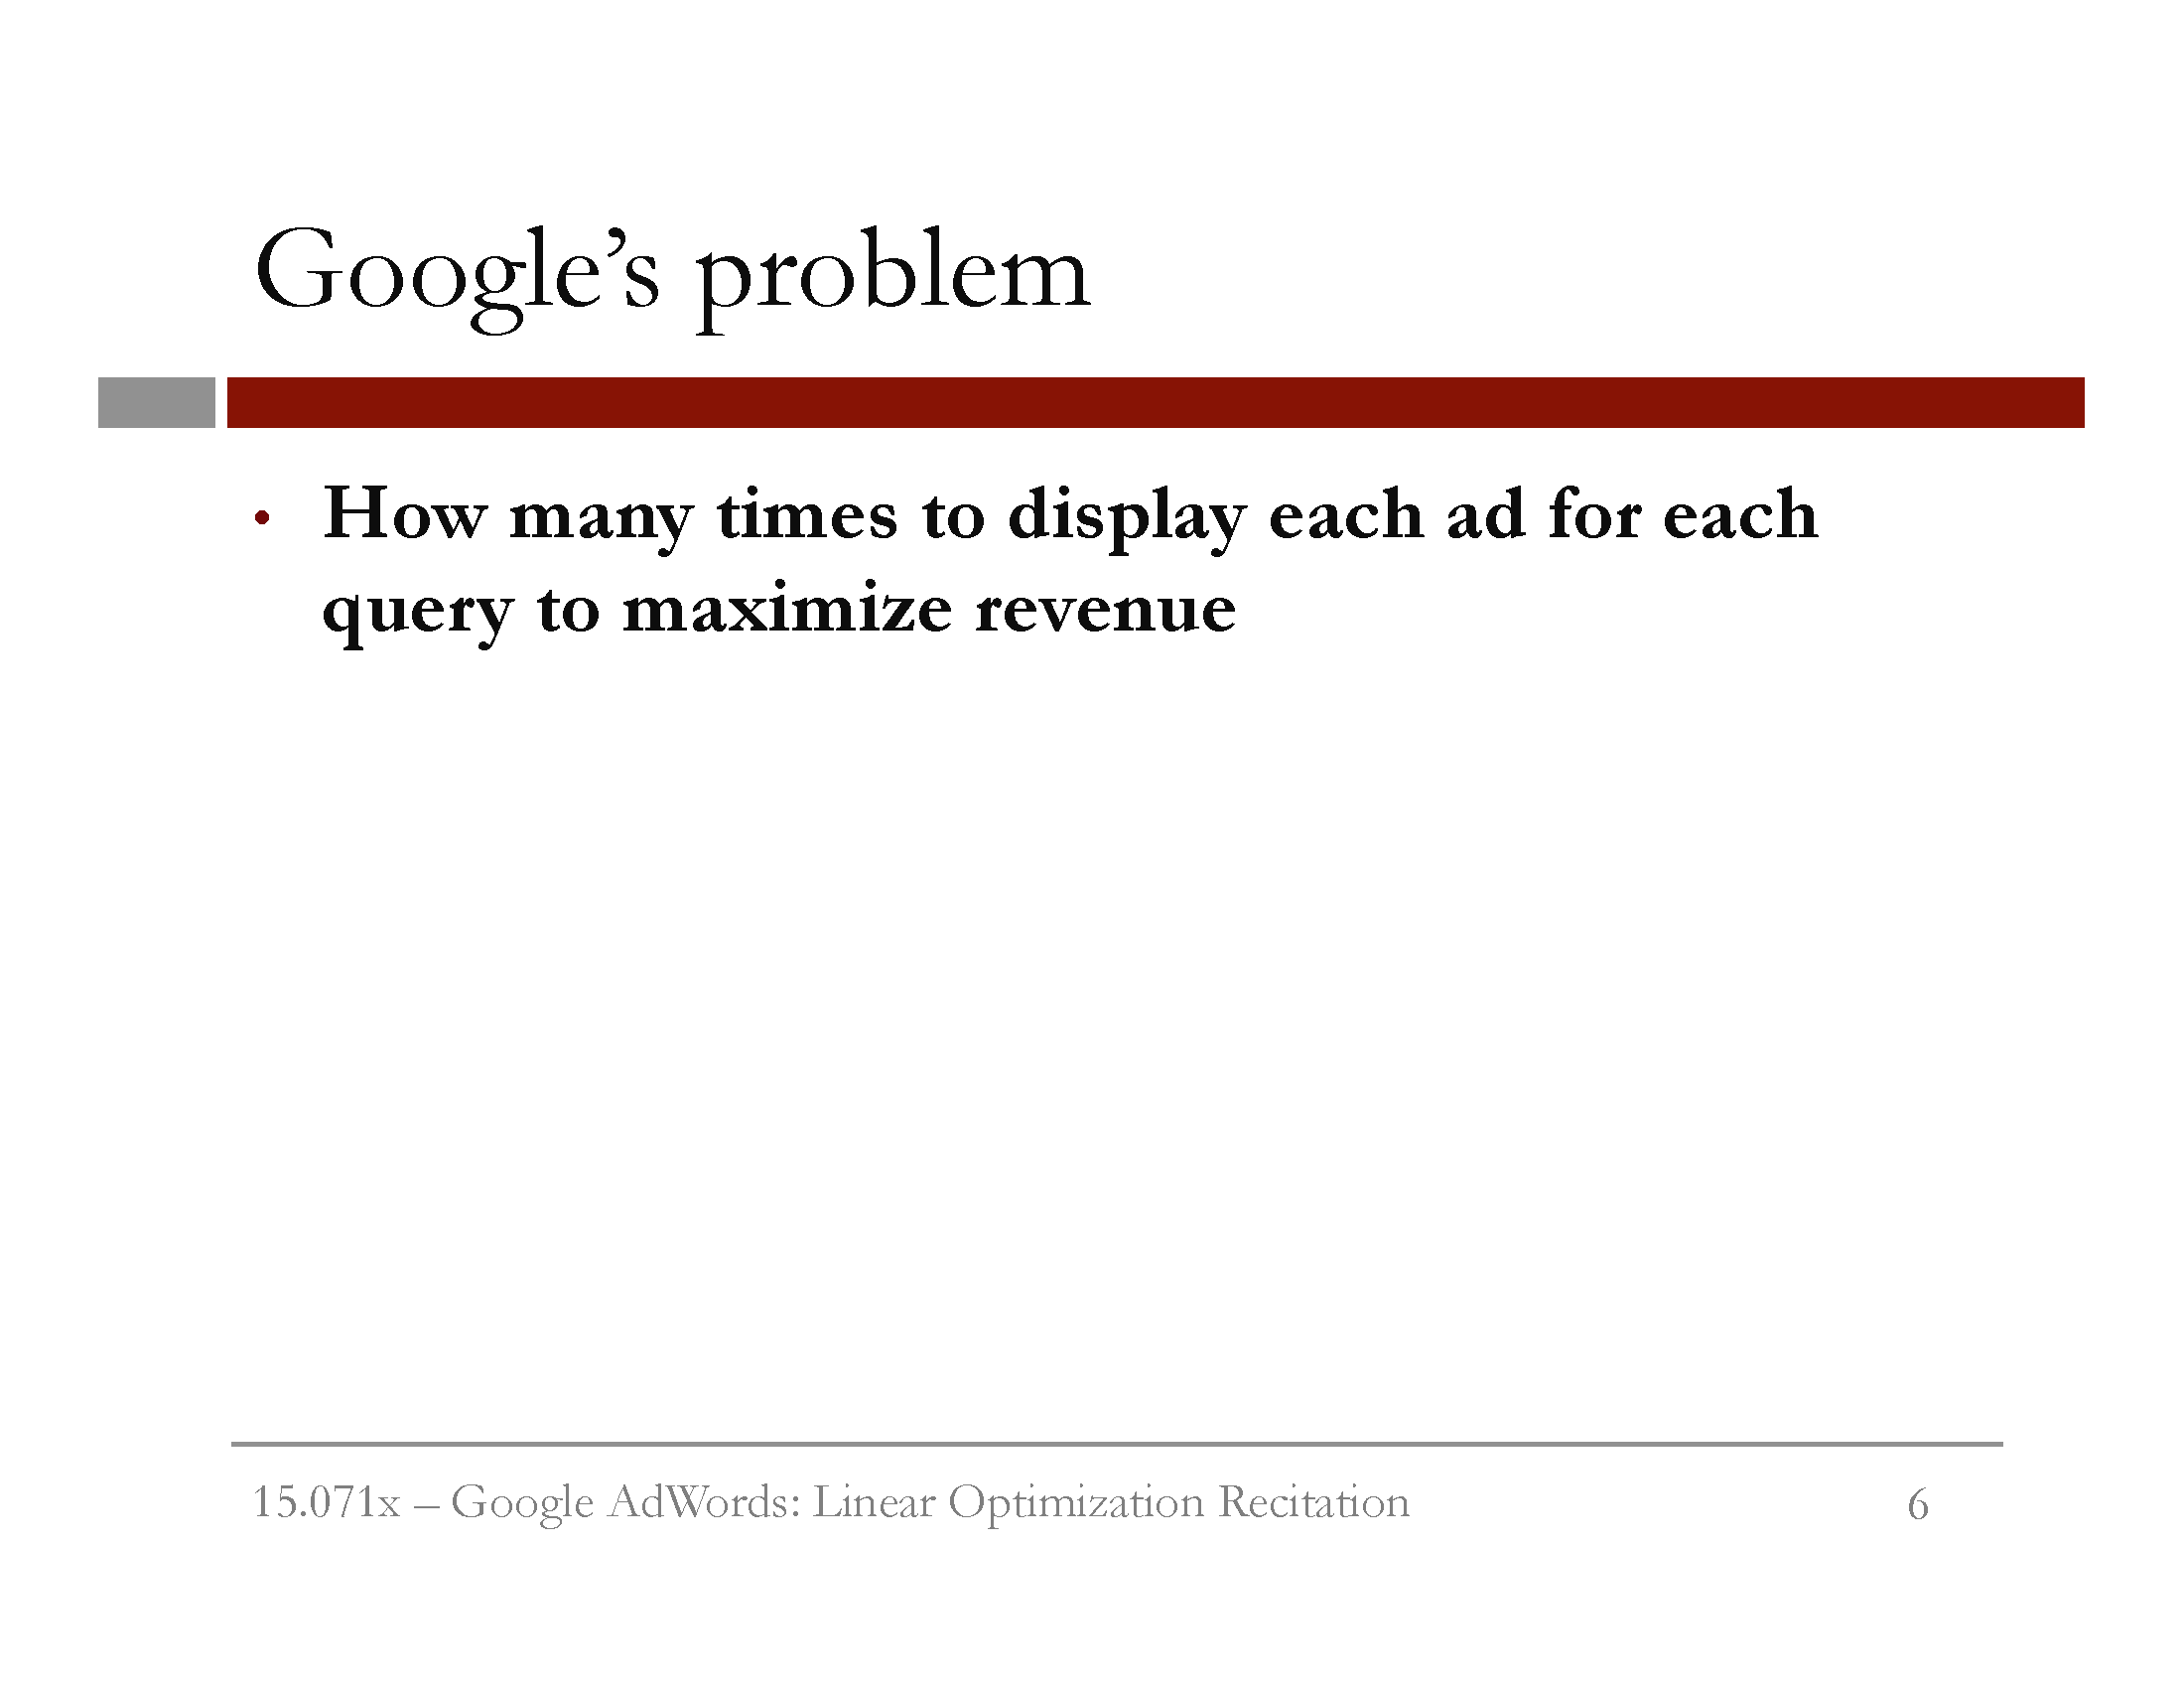 Google’s problem
• How many times to display each ad for each
query to maximize revenue
15.071x – Google AdWords: Linear Optimization Recitation 6